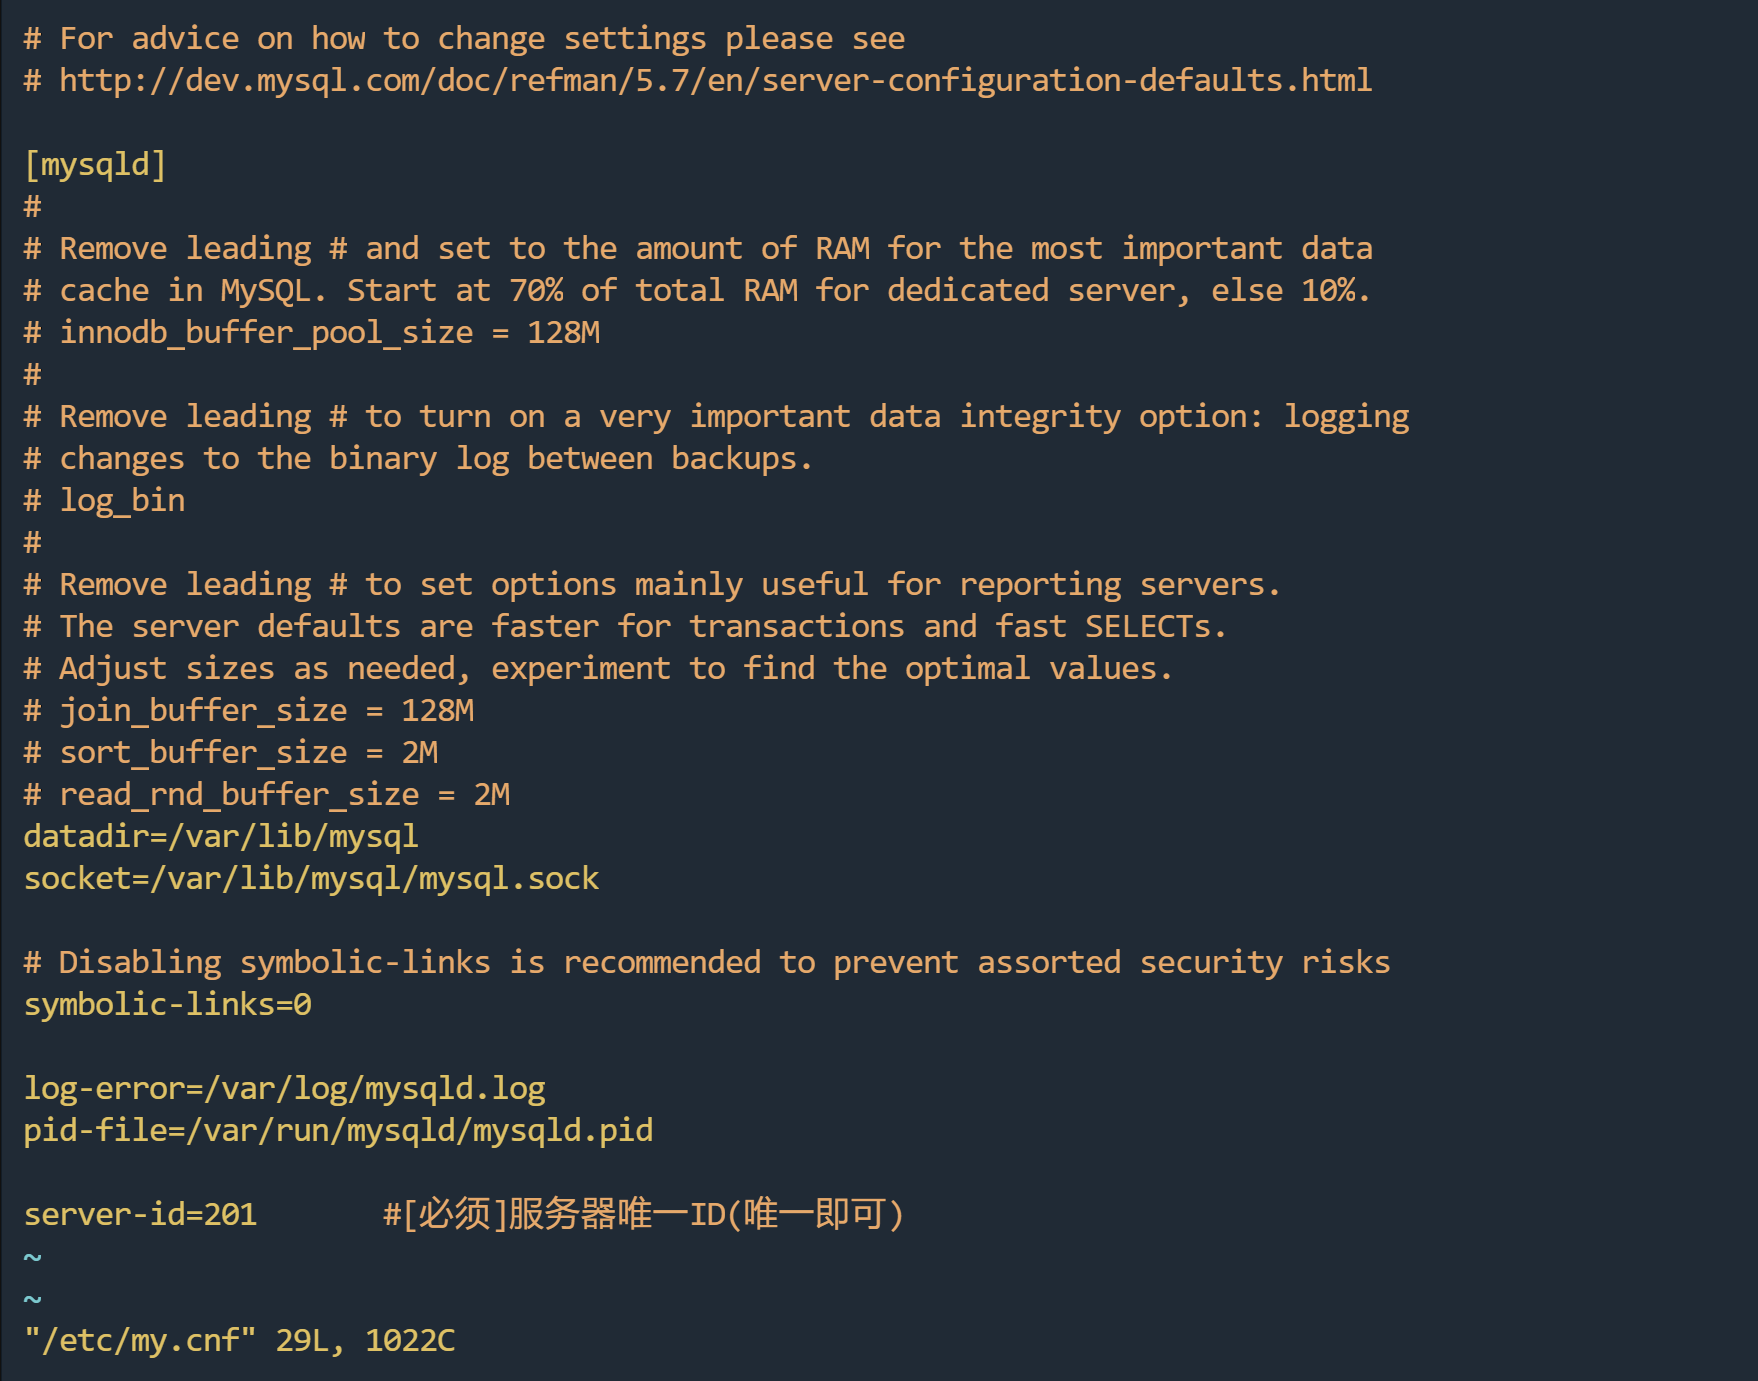 # For advice on how to change settings please see
# http://dev.mysql.com/doc/refman/5.7/en/server-configuration-defaults.html
[mysqld]
#
# Remove leading # and set to the amount of RAM for the most important data
# cache in MySQL. Start at 70% of total RAM for dedicated server, else 10%.
# innodb_buffer_pool_size = 128M
#
# Remove leading # to turn on a very important data integrity option: logging
# changes to the binary log between backups.
# log_bin
#
# Remove leading # to set options mainly useful for reporting servers.
# The server defaults are faster for transactions and fast SELECTs.
# Adjust sizes as needed, experiment to find the optimal values.
# join_buffer_size = 128M
# sort_buffer_size = 2M
# read_rnd_buffer_size = 2M
datadir=/var/lib/mysql
socket=/var/lib/mysql/mysql.sock
# Disabling symbolic-links is recommended to prevent assorted security risks
symbolic-links=0
log-error=/var/log/mysqld.log
pid-file=/var/run/mysqld/mysqld.pid
server-id=201       #[必须]服务器唯一ID(唯一即可)
~
~
"/etc/my.cnf" 29L, 1022C